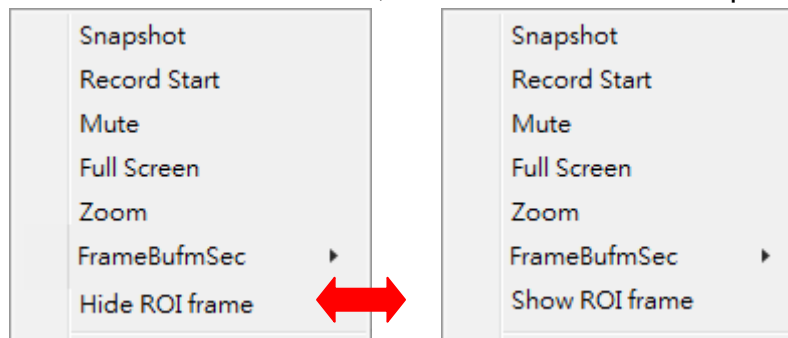 Snapshot
Record Start
Mute
Full Screen
Zoom
FrameBufmSec
Hide ROI frame
Snapshot
Record Start
Mute
Full Screen
Zoom
FrameBufmSec
Show ROI frame